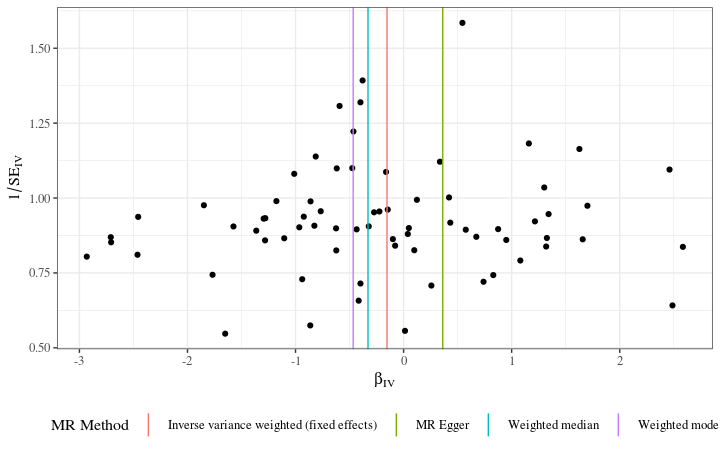 1.50
1.25
1.00
0.75
0.50
1/SE_IV
-3 -2 -1 0 1 2
β_IV
MR Method Inverse variance weighted (fixed effects) MR Egger Weighted median Weighted mode